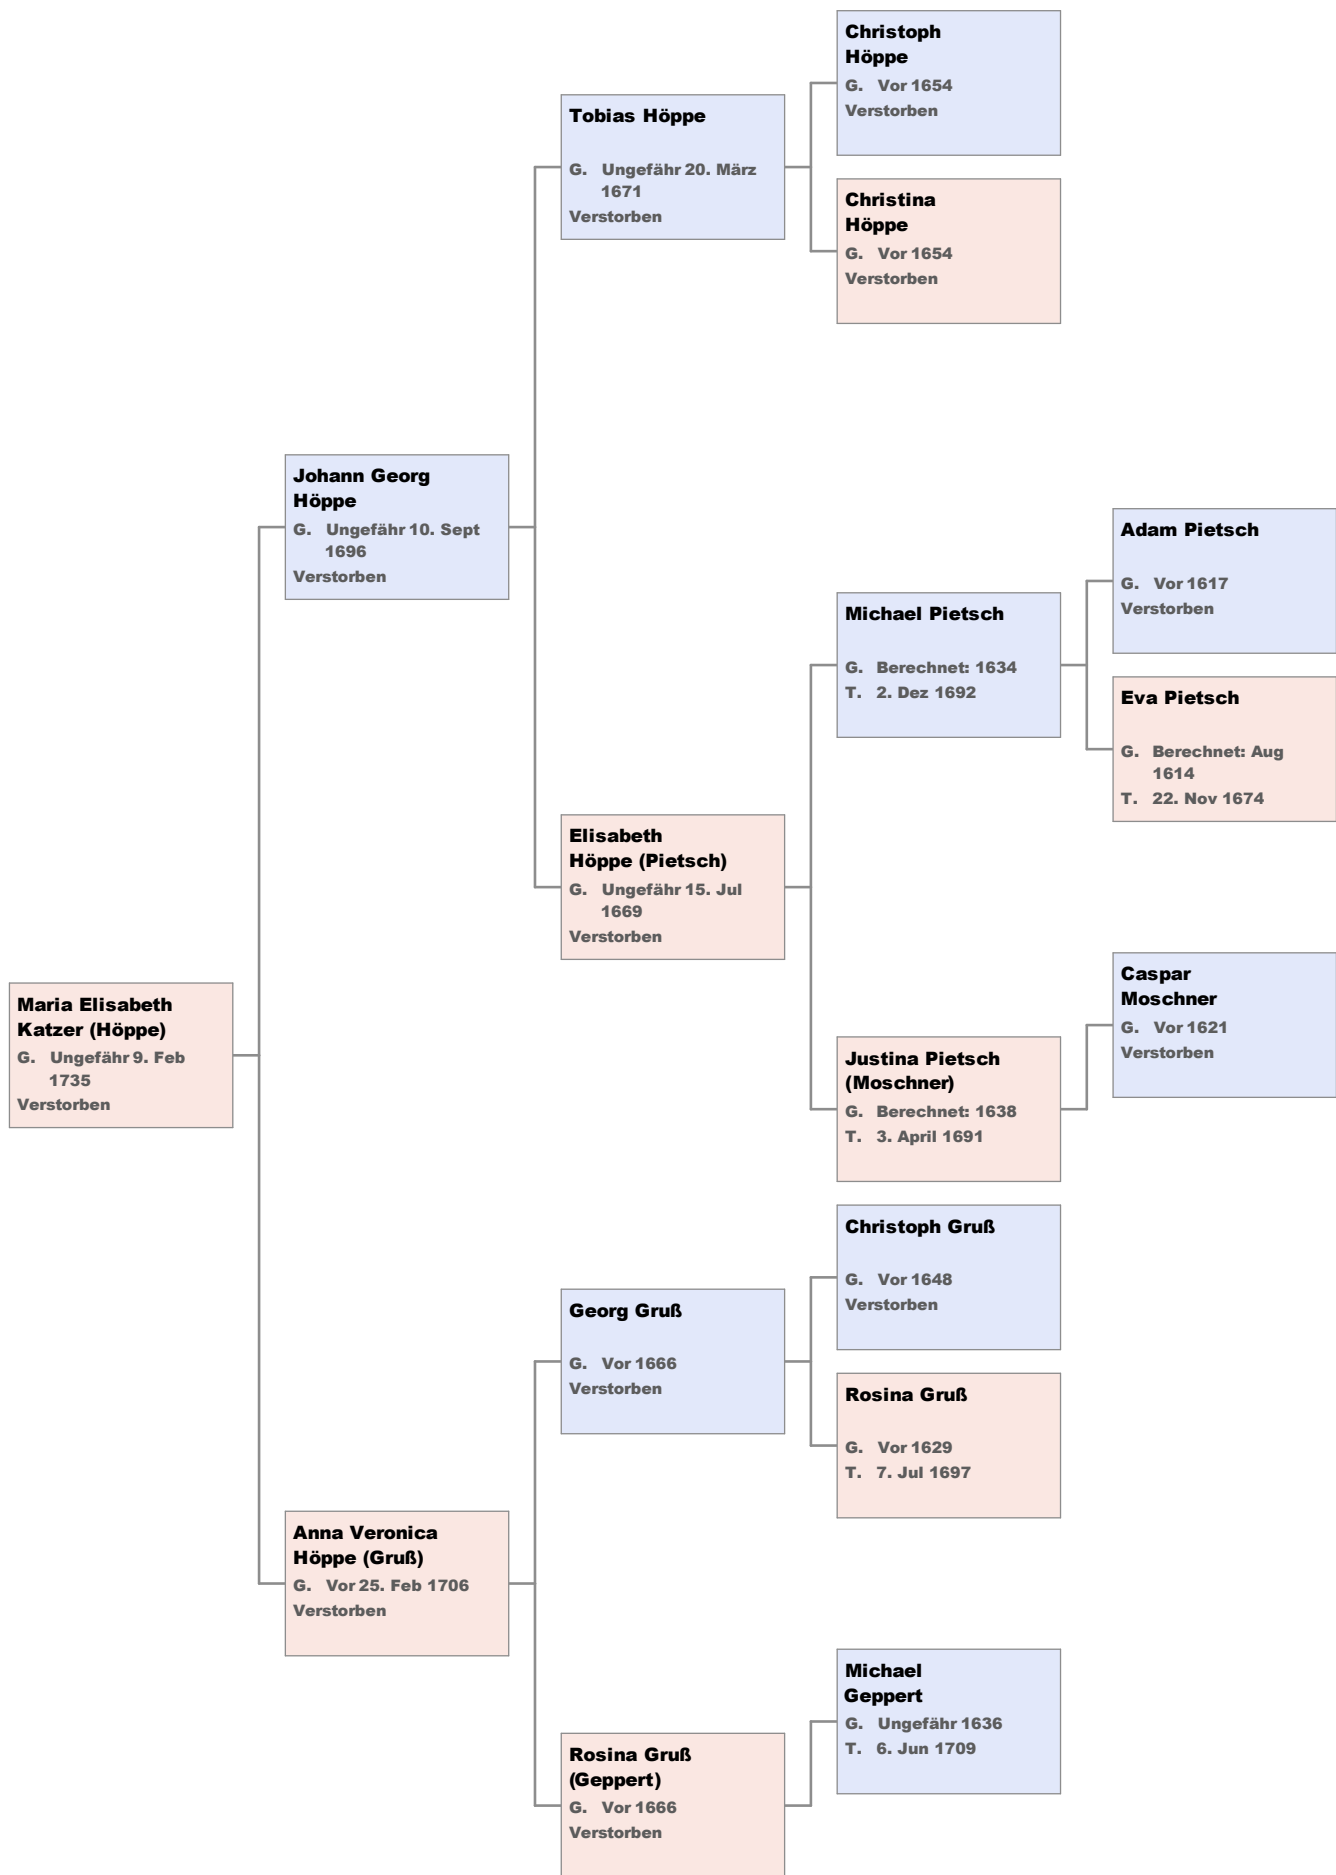 Christoph
Höppe
G. Vor 1654
Verstorben
Tobias Höppe
G. Ungefähr 20. März
1671
Verstorben
Christina
Höppe
G. Vor 1654
Verstorben
Johann Georg
Höppe
G. Ungefähr 10. Sept
1696
Verstorben
Adam Pietsch
G. Vor 1617
Verstorben
Michael Pietsch
G. Berechnet: 1634
T. 2. Dez 1692
Eva Pietsch
G. Berechnet: Aug
1614
T. 22. Nov 1674
Elisabeth
Höppe (Pietsch)
G. Ungefähr 15. Jul
1669
Verstorben
Caspar
Moschner
G. Vor 1621
Verstorben
Maria Elisabeth
Katzer (Höppe)
G. Ungefähr 9. Feb
1735
Verstorben
Justina Pietsch
(Moschner)
G. Berechnet: 1638
T. 3. April 1691
Christoph Gruß
G. Vor 1648
Verstorben
Georg Gruß
G. Vor 1666
Verstorben
Rosina Gruß
G. Vor 1629
T. 7. Jul 1697
Anna Veronica
Höppe (Gruß)
G. Vor 25. Feb 1706
Verstorben
Michael
Geppert
G. Ungefähr 1636
T. 6. Jun 1709
Rosina Gruß
(Geppert)
G. Vor 1666
Verstorben